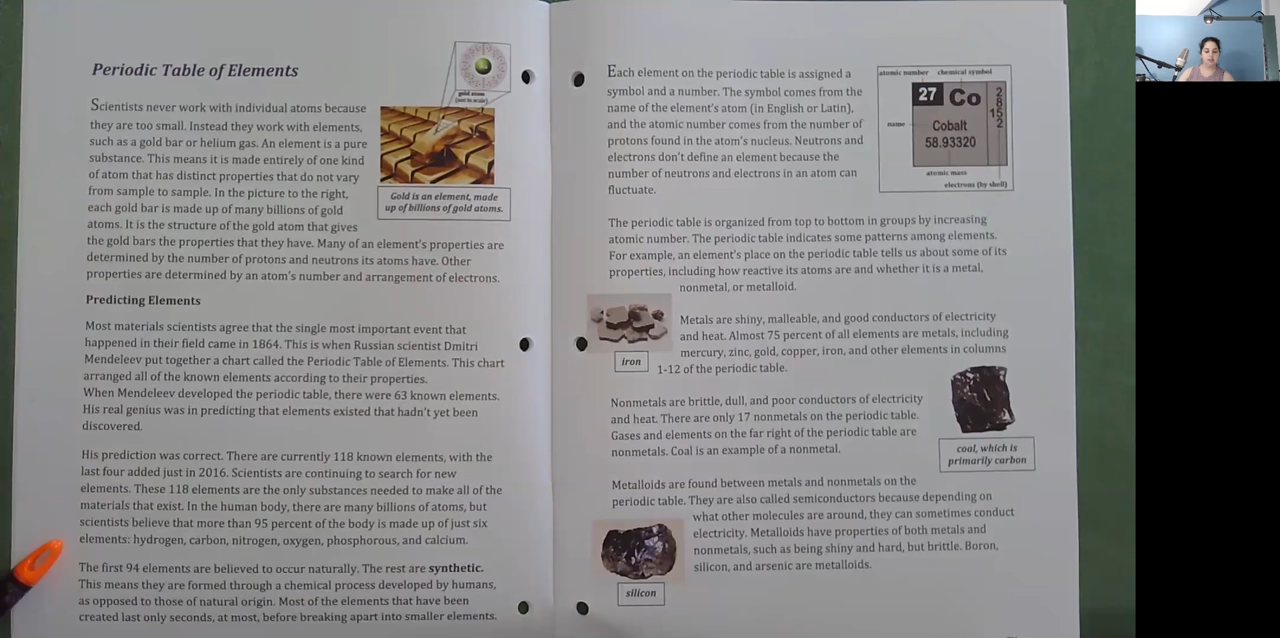 Periodic Table of Elements
gold atom
(not to scale)
Scientists never work with individual atoms because
they are too small. Instead they work with elements,
such as a gold bar or helium gas. An element is a pure
substance. This means it is made entirely of one kind
of atom that has distinct properties that do not vary
from sample to sample. In the picture to the right,
each gold bar is made up of many billions of gold
atoms. It is the structure of the gold atom that gives
the gold bars the properties that they have. Many of an element's properties are
determined by the number of protons and neutrons its atoms have. Other
properties are determined by an atom's number and arrangement of electrons.
Gold is an element, made
up of billions of gold atoms.
Predicting Elements
Most materials scientists agree that the single most important event that
happened in their field came in 1864. This is when Russian scientist Dmitri
Mendeleev put together a chart called the Periodic Table of Elements. This chart
arranged all of the known elements according to their properties.
When Mendeleev developed the periodic table, there were 63 known elements.
His real genius was in predicting that elements existed that hadn't yet been
discovered.
His prediction was correct. There are currently 118 known elements, with the
last four added just in 2016. Scientists are continuing to search for new
elements. These 118 elements are the only substances needed to make all of the
materials that exist. In the human body, there are many billions of atoms, but
scientists believe that more than 95 percent of the body is made up of just six
elements: hydrogen, carbon, nitrogen, oxygen, phosphorous, and calcium.
The first 94 elements are believed to occur naturally. The rest are synthetic.
This means they are formed through a chemical process developed by humans,
as opposed to those of natural origin. Most of the elements that have been
created last only seconds, at most, before breaking apart into smaller elements.
Each element on the periodic table is assigned a
symbol and a number. The symbol comes from the
name of the element's atom (in English or Latin),
and the atomic number comes from the number of
protons found in the atom's nucleus. Neutrons and
electrons don't define an element because the
number of neutrons and electrons in an atom can
fluctuate.
atomic number chemical symbol
27 Co
2
8
15
2
name
Cobalt
58.93320
atomic mass
electrons (by shell)
The periodic table is organized from top to bottom in groups by increasing
atomic number. The periodic table indicates some patterns among elements.
For example, an element's place on the periodic table tells us about some of its
properties, including how reactive its atoms are and whether it is a metal,
nonmetal, or metalloid.
Metals are shiny, malleable, and good conductors of electricity
and heat. Almost 75 percent of all elements are metals, including
mercury, zinc, gold, copper, iron, and other elements in columns
1-12 of the periodic table.
iron
Nonmetals are brittle, dull, and poor conductors of electricity
and heat. There are only 17 nonmetals on the periodic table.
Gases and elements on the far right of the periodic table are
nonmetals. Coal is an example of a nonmetal.
coal, which is
primarily carbon
Metalloids are found between metals and nonmetals on the
periodic table. They are also called semiconductors because depending on
what other molecules are around, they can sometimes conduct
electricity. Metalloids have properties of both metals and
nonmetals, such as being shiny and hard, but brittle. Boron,
silicon, and arsenic are metalloids.
silicon